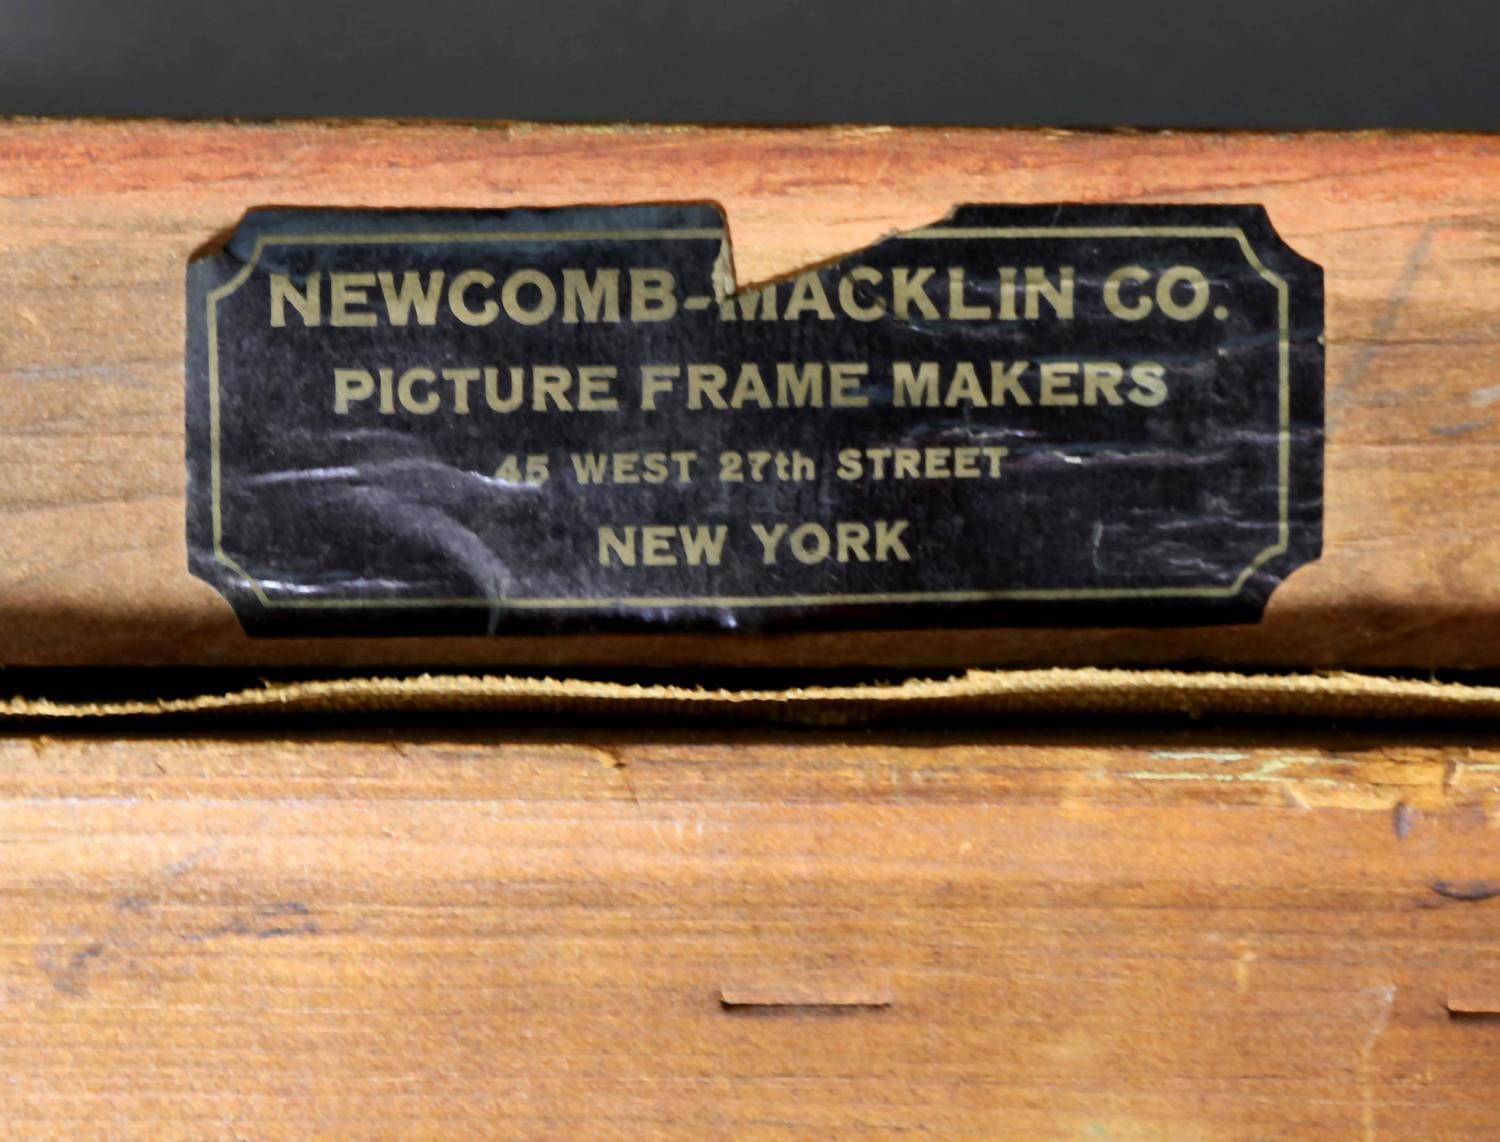 NEWCOMB-MACKLIN CO.
PICTURE FRAME MAKERS
45 WEST 27th STREET
NEW YORK